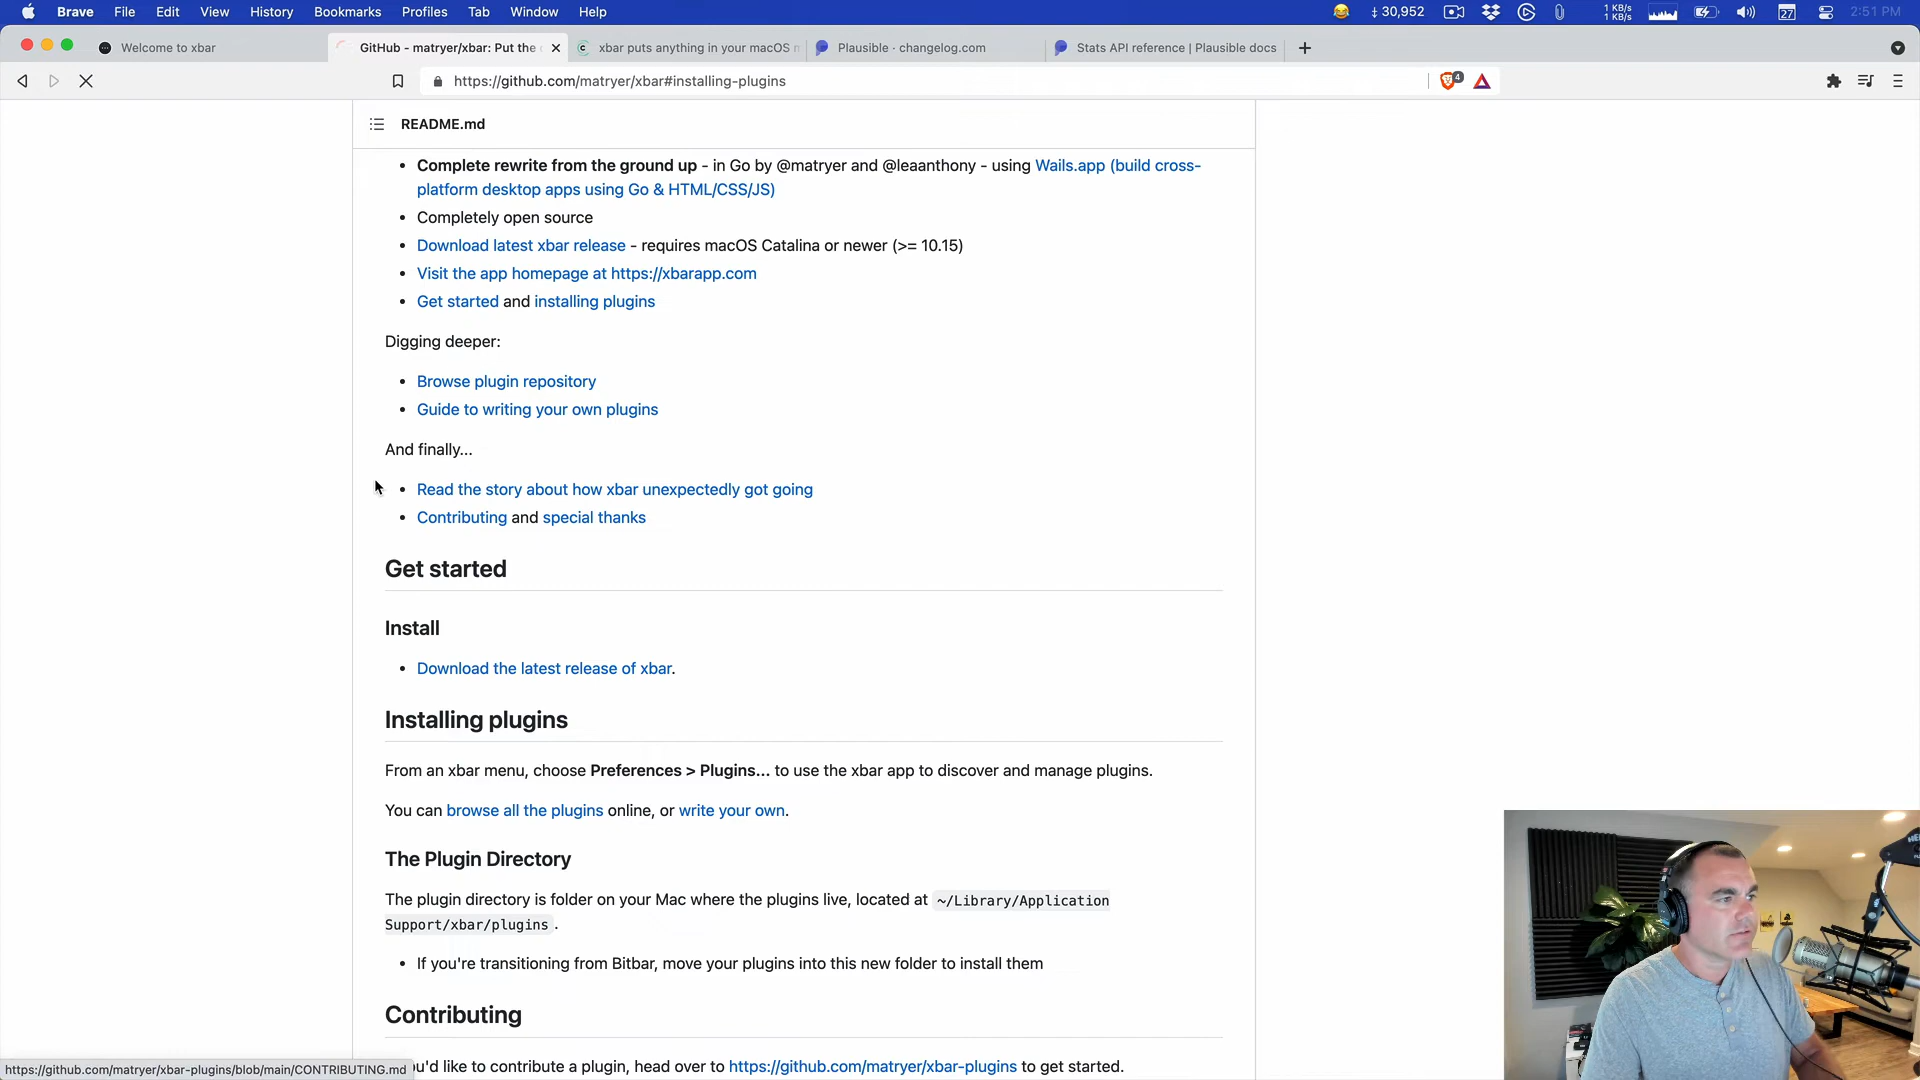 Brave File Edit View History Bookmarks Profiles Tab Window Help 30,952 1 KB/s 1 KB/s 27 2:51 PM
Welcome to xbar GitHub - matryer/xbar: Put the xbar puts anything in your macOS Plausible · changelog.com Stats API reference | Plausible docs
https://github.com/matryer/xbar#installing-plugins 4
README.md
• Complete rewrite from the ground up - in Go by @matryer and @leaanthony - using Wails.app (build cross-
platform desktop apps using Go & HTML/CSS/JS)
• Completely open source
• Download latest xbar release - requires macOS Catalina or newer (>= 10.15)
• Visit the app homepage at https://xbarapp.com
• Get started and installing plugins
Digging deeper:
• Browse plugin repository
• Guide to writing your own plugins
And finally...
• Read the story about how xbar unexpectedly got going
• Contributing and special thanks
Get started
Install
• Download the latest release of xbar.
Installing plugins
From an xbar menu, choose Preferences > Plugins... to use the xbar app to discover and manage plugins.
You can browse all the plugins online, or write your own.
The Plugin Directory
The plugin directory is folder on your Mac where the plugins live, located at ~/Library/Application
Support/xbar/plugins .
• If you're transitioning from Bitbar, move your plugins into this new folder to install them
Contributing
u'd like to contribute a plugin, head over to https://github.com/matryer/xbar-plugins to get started.
https://github.com/matryer/xbar-plugins/blob/main/CONTRIBUTING.md